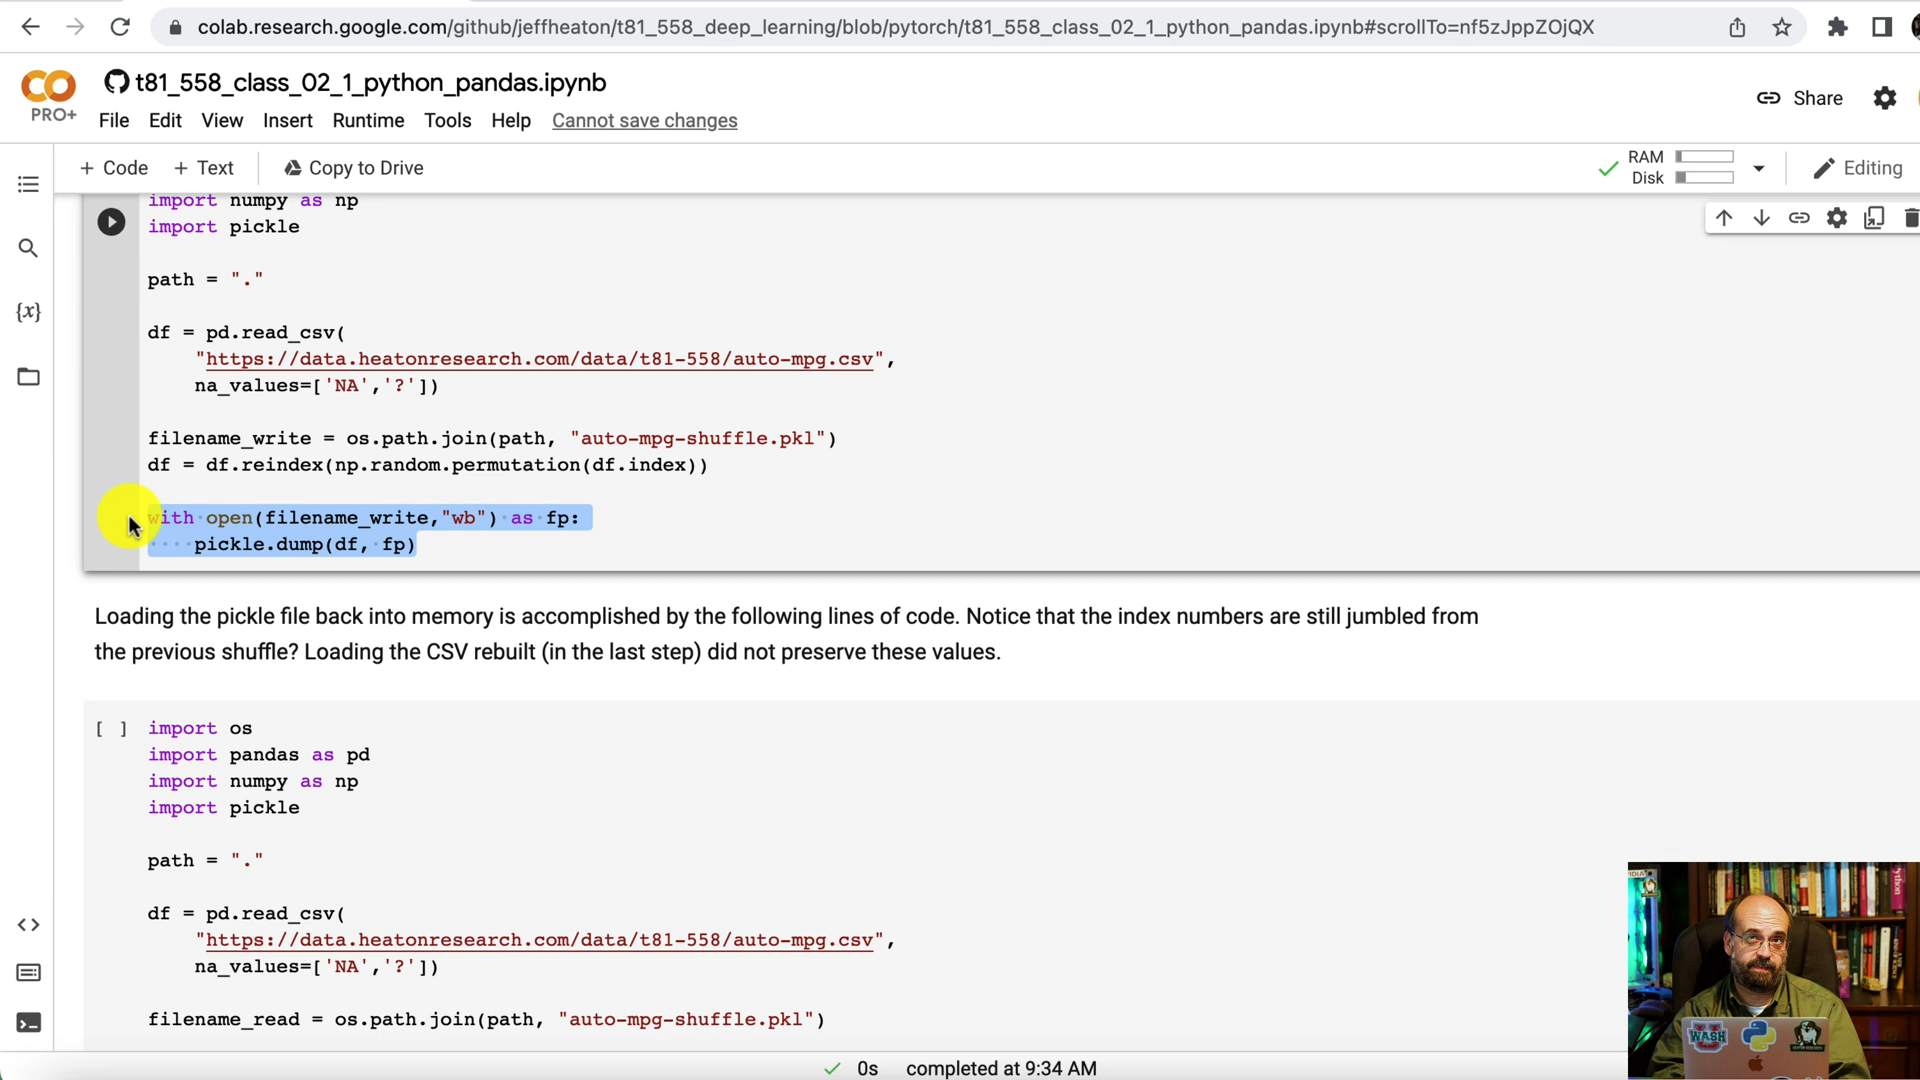 colab.research.google.com/github/jeffheaton/t81_558_deep_learning/blob/pytorch/t81_558_class_02_1_python_pandas.ipynb#scrollTo=nf5zJppZOjQX
t81_558_class_02_1_python_pandas.ipynb
PRO+
File Edit View Insert Runtime Tools Help Cannot save changes
Share
+ Code + Text Copy to Drive
RAM
Disk
Editing
import numpy as np
import pickle
path = "."
df = pd.read_csv(
"https://data.heatonresearch.com/data/t81-558/auto-mpg.csv",
na_values=['NA','?'])
filename_write = os.path.join(path, "auto-mpg-shuffle.pkl")
df = df.reindex(np.random.permutation(df.index))
with open(filename_write,"wb") as fp:
pickle.dump(df, fp)
Loading the pickle file back into memory is accomplished by the following lines of code. Notice that the index numbers are still jumbled from
the previous shuffle? Loading the CSV rebuilt (in the last step) did not preserve these values.
[ ] import os
import pandas as pd
import numpy as np
import pickle
path = "."
df = pd.read_csv(
"https://data.heatonresearch.com/data/t81-558/auto-mpg.csv",
na_values=['NA','?'])
filename_read = os.path.join(path, "auto-mpg-shuffle.pkl")
0s completed at 9:34 AM
WASH